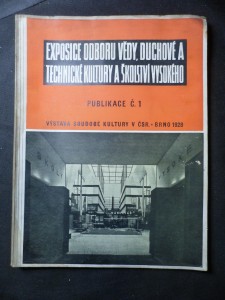 EXPOSICE ODBORU VĚDY, DUCHOVÉ A
TECHNICKÉ KULTURY A ŠKOLSTVÍ VYSOKÉHO
PUBLIKACE Č. 1
VÝSTAVA SOUDOBÉ KULTURY V ČSR. - BRNO 1928